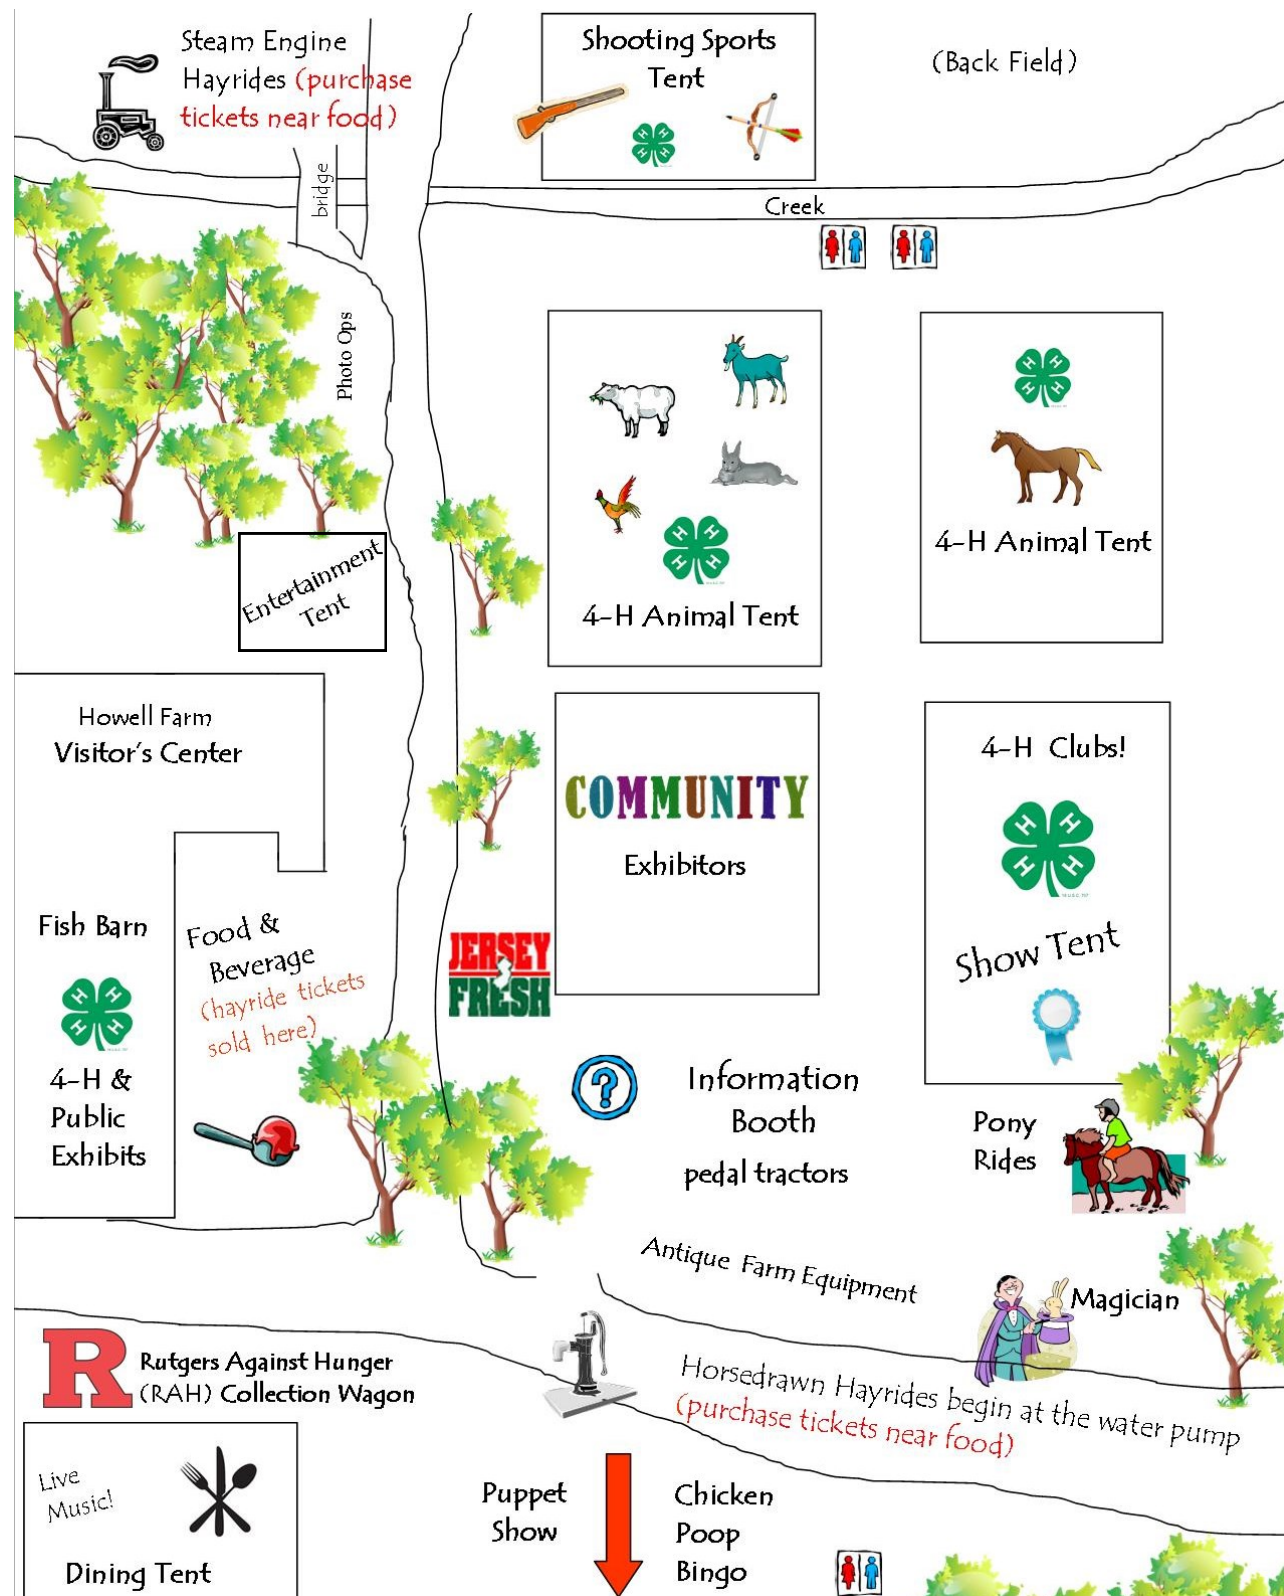 Steam Engine
Hayrides (purchase
tickets near food)
Shooting Sports
Tent
(Back Field)
bridge
Creek
Photo Ops
4-H Animal Tent
4-H Animal Tent
Entertainment
Tent
Howell Farm
Visitor's Center
COMMUNITY
Exhibitors
4-H Clubs!
H H
H H
Show Tent
Fish Barn
4-H &
Public
Exhibits
Food &
Beverage
(hayride tickets
sold here)
JERSEY
FRESH
?
Information
Booth
pedal tractors
Pony
Rides
Antique Farm Equipment
Magician
R
Rutgers Against Hunger
(RAH) Collection Wagon
Horsedrawn Hayrides begin at the water pump
(purchase tickets near food)
Live
Music!
Dining Tent
Puppet
Show
Chicken
Poop
Bingo